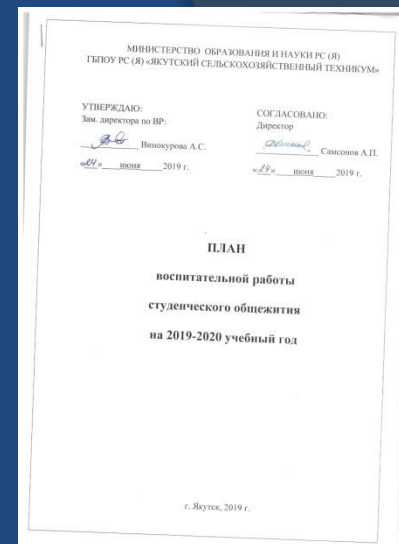 МИНИСТЕРСТВО ОБРАЗОВАНИЯ И НАУКИ РС (Я)
ГБПОУ РС (Я) «ЯКУТСКИЙ СЕЛЬСКОХОЗЯЙСТВЕННЫЙ ТЕХНИКУМ»
УТВЕРЖДАЮ:
Зам. директора по ВР:
Винокурова А.С.
«24» июня 2019 г.
СОГЛАСОВАНО:
Директор
Самсонов А.П.
«24» июня 2019 г.
ПЛАН
воспитательной работы
студенческого общежития
на 2019-2020 учебный год
г. Якутск, 2019 г.